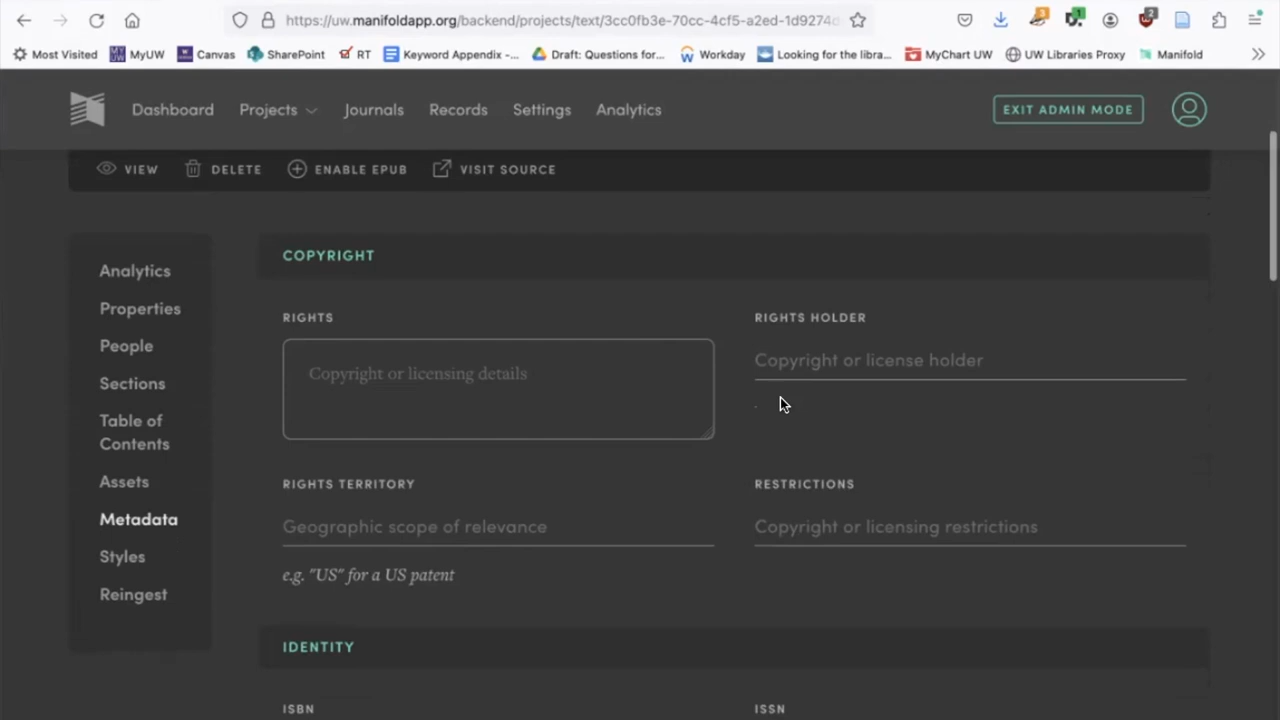 https://uw.manifoldapp.org/backend/projects/text/3cc0fb3e-70cc-4cf5-a2ed-1d9274d
3 1 2
Most Visited MyUW Canvas SharePoint RT Keyword Appendix -... Draft: Questions for... Workday Looking for the libra... MyChart UW UW Libraries Proxy Manifold
Dashboard Projects Journals Records Settings Analytics EXIT ADMIN MODE
VIEW DELETE ENABLE EPUB VISIT SOURCE
Analytics
Properties
People
Sections
Table of
Contents
Assets
Metadata
Styles
Reingest
COPYRIGHT
RIGHTS RIGHTS HOLDER
Copyright or licensing details Copyright or license holder
RIGHTS TERRITORY RESTRICTIONS
Geographic scope of relevance Copyright or licensing restrictions
e.g. "US" for a US patent
IDENTITY
ISBN ISSN